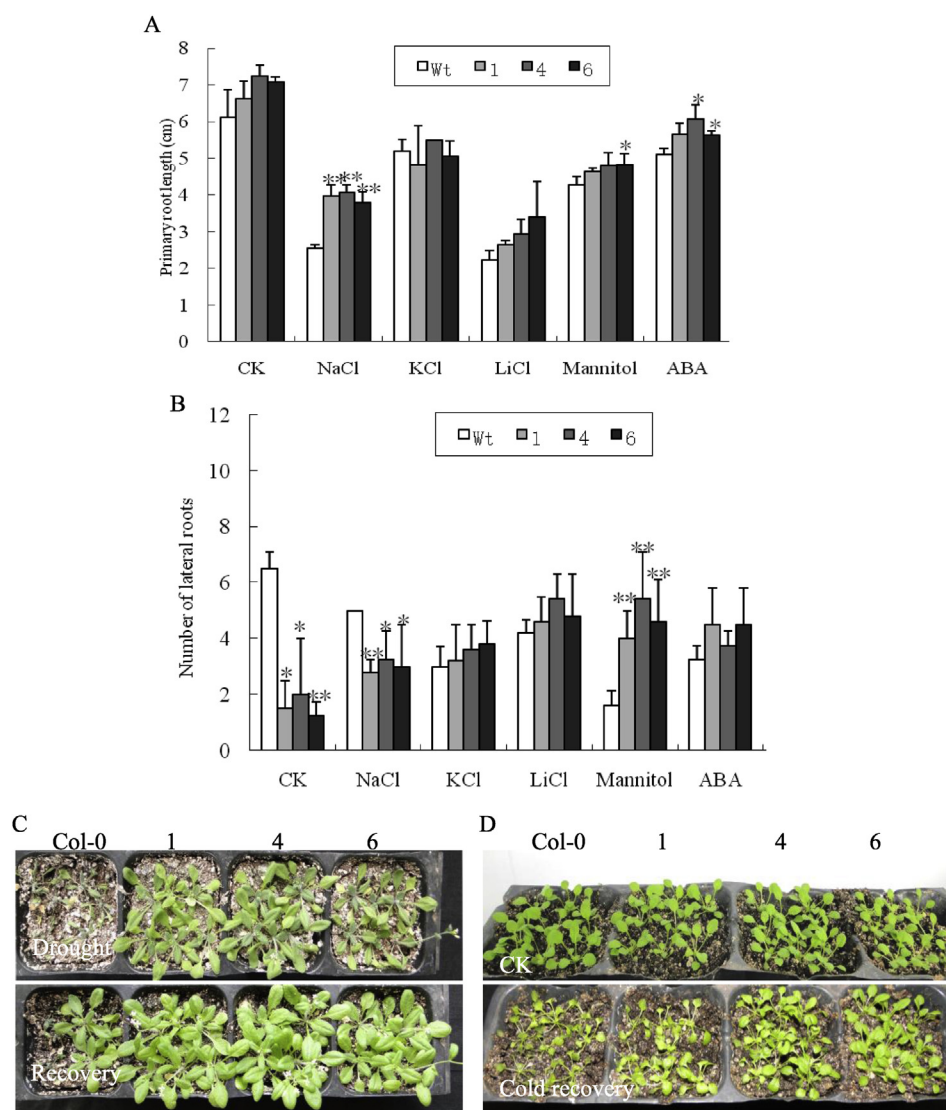 A
Wt 1 4 6
Primary root length (cm)
8
7
6
5
4
3
2
1
0
** ** **
*
* *
CK NaCl KCl LiCl Mannitol ABA
B
Wt 1 4 6
Number of lateral roots
12
10
8
6
4
2
0
* * **
** * *
** ** **
CK NaCl KCl LiCl Mannitol ABA
C
Col-0 1 4 6
Drought
Recovery
D
Col-0 1 4 6
CK
Cold recovery